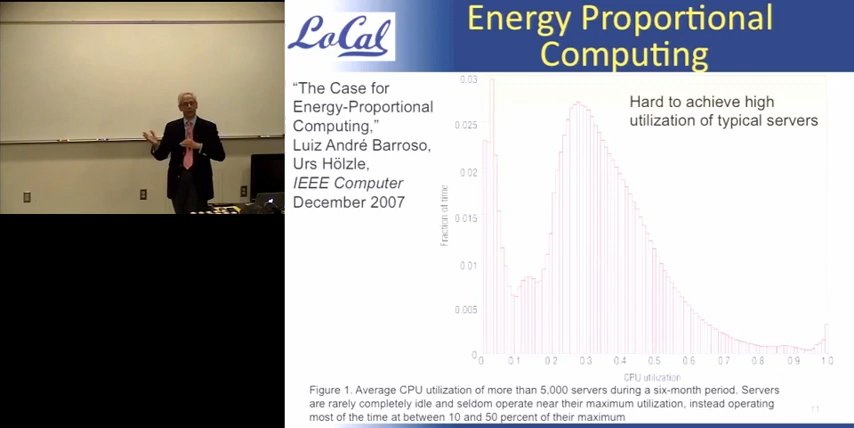 LoCal
Energy Proportional
Computing
“The Case for
Energy-Proportional
Computing,”
Luiz André Barroso,
Urs Hölzle,
IEEE Computer
December 2007
Hard to achieve high
utilization of typical servers
0.03
0.025
0.02
0.015
0.01
0.005
0
Fraction of time
0 0.1 0.2 0.3 0.4 0.5 0.6 0.7 0.8 0.9 1.0
CPU utilization
Figure 1. Average CPU utilization of more than 5,000 servers during a six-month period. Servers
are rarely completely idle and seldom operate near their maximum utilization, instead operating
most of the time at between 10 and 50 percent of their maximum
11